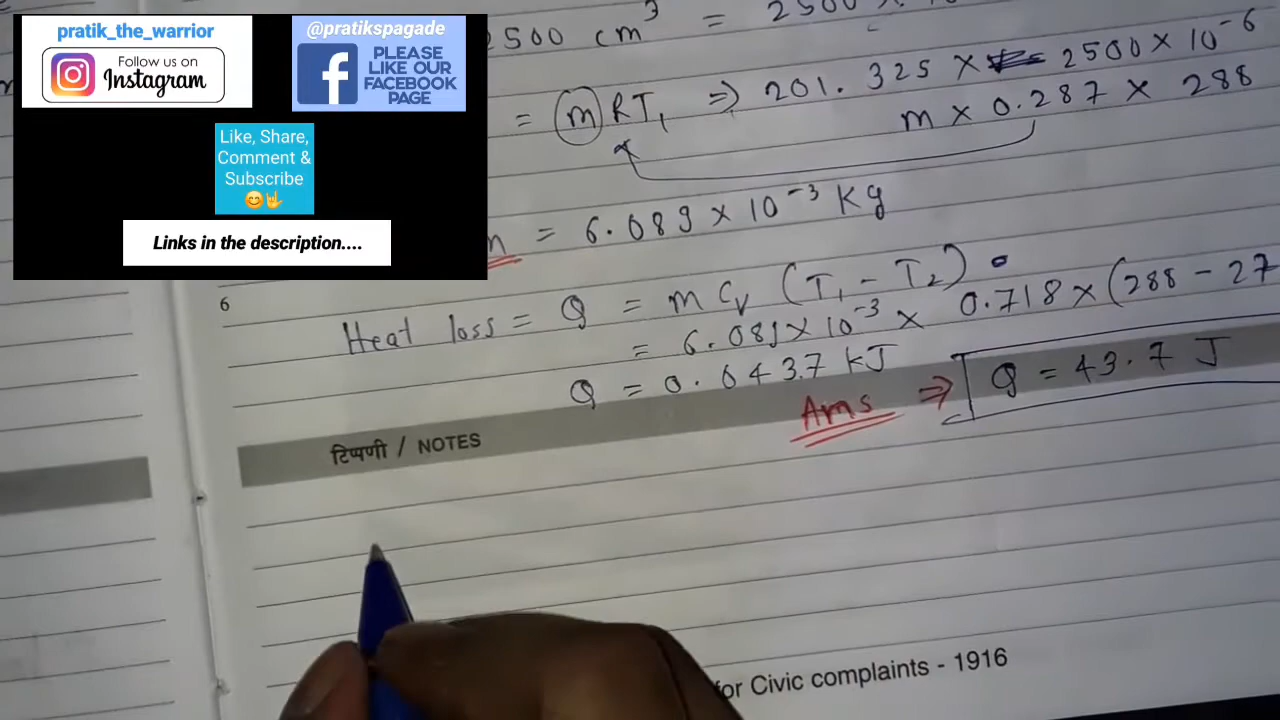 pratik_the_warrior
Follow us on
Instagram
@pratikspagade
PLEASE
LIKE OUR
FACEBOOK
PAGE
Like, Share,
Comment &
Subscribe
😊🤟
Links in the description....
2500 cm³ = 2500
= m RT₁ ⇒ 201.325 × 2500 × 10⁻⁶
m × 0.287 × 288
m = 6.089 × 10⁻³ Kg
6
Heat loss = Q = m Cv (T₁ - T₂)
= 6.089 × 10⁻³ × 0.718 × (288 - 27
Q = 0.0437 kJ
Ans ⇒ Q = 43.7 J
टिप्पणी / NOTES
for Civic complaints - 1916